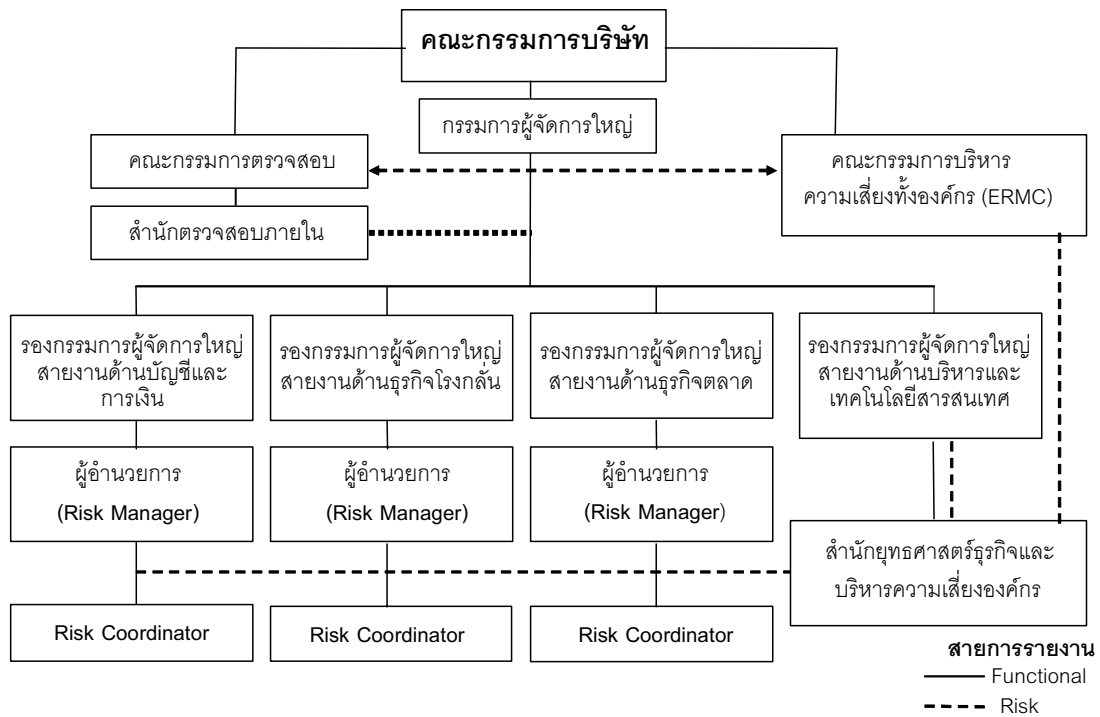 คณะกรรมการบริษัท
กรรมการผู้จัดการใหญ่
คณะกรรมการตรวจสอบ
คณะกรรมการบริหาร
ความเสี่ยงทั้งองค์กร (ERMC)
สำนักตรวจสอบภายใน
รองกรรมการผู้จัดการใหญ่
สายงานด้านบัญชีและ
การเงิน
รองกรรมการผู้จัดการใหญ่
สายงานด้านธุรกิจโรงกลั่น
รองกรรมการผู้จัดการใหญ่
สายงานด้านธุรกิจตลาด
รองกรรมการผู้จัดการใหญ่
สายงานด้านบริหารและ
เทคโนโลยีสารสนเทศ
ผู้อำนวยการ
(Risk Manager)
ผู้อำนวยการ
(Risk Manager)
ผู้อำนวยการ
(Risk Manager)
สำนักยุทธศาสตร์ธุรกิจและ
บริหารความเสี่ยงองค์กร
Risk Coordinator
Risk Coordinator
Risk Coordinator
สายการรายงาน
Functional
Risk